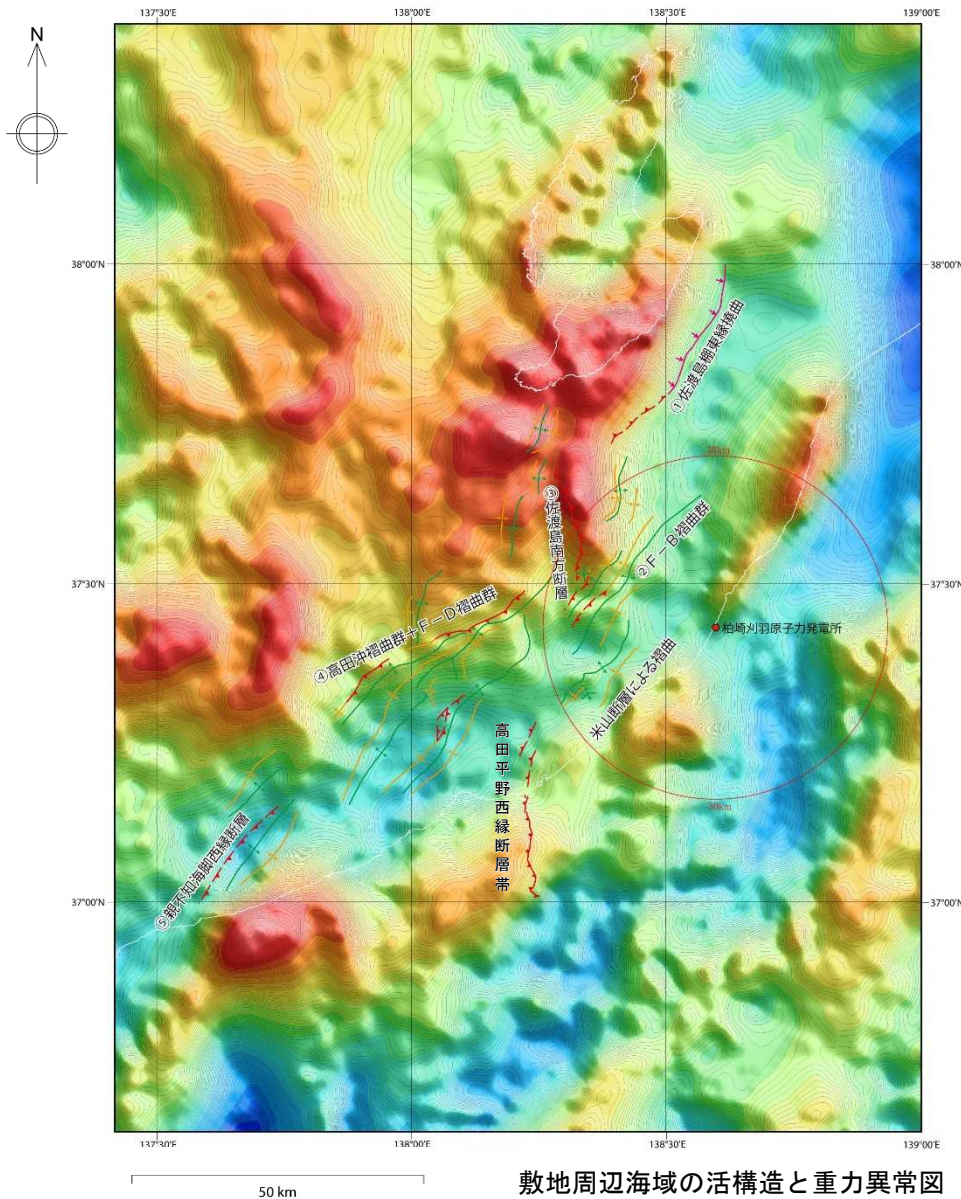 137°30'E
138°00'E
138°30'E
139°00'E
N
38°00'N
38°00'N
①佐渡島棚東縁撓曲
30km
②F-B褶曲群
③佐渡島南方断層
37°30'N
37°30'N
④高田沖褶曲群+F-D褶曲群
柏崎刈羽原子力発電所
米山断層による褶曲
高田平野西縁断層帯
30km
⑤親不知海脚西縁断層
37°00'N
37°00'N
137°30'E
138°00'E
138°30'E
139°00'E
50 km
敷地周辺海域の活構造と重力異常図